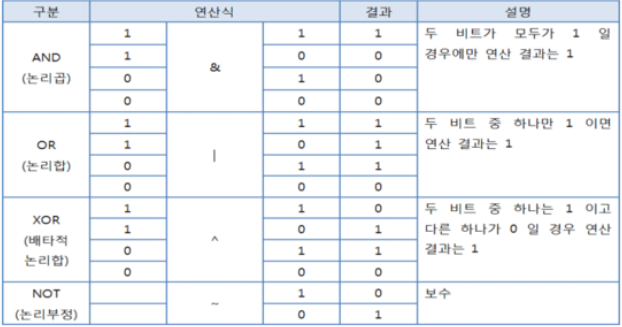 구분 연산식 결과 설명
AND
(논리곱)
&
1 1 1
1 0 0
0 1 0
0 0 0
두 비트가 모두가 1 일
경우에만 연산 결과는 1
OR
(논리합)
|
1 1 1
1 0 1
0 1 1
0 0 0
두 비트 중 하나만 1 이면
연산 결과는 1
XOR
(배타적
논리합)
^
1 1 0
1 0 1
0 1 1
0 0 0
두 비트 중 하나는 1 이고
다른 하나가 0 일 경우 연산
결과는 1
NOT
(논리부정)
~
1 0
0 1
보수